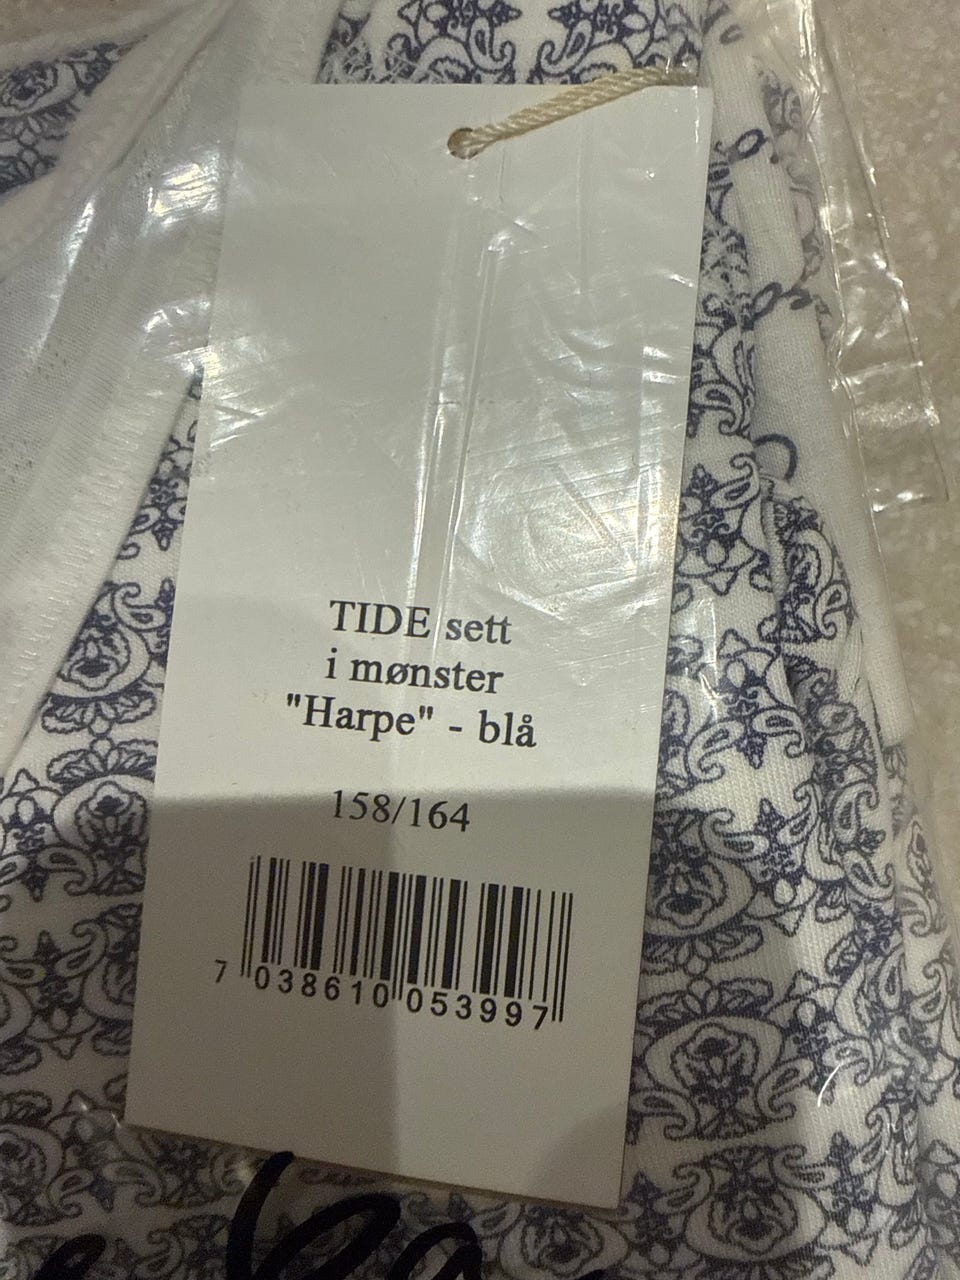 TIDE sett
i mønster
"Harpe" - blå
158/164
7 038610 053997